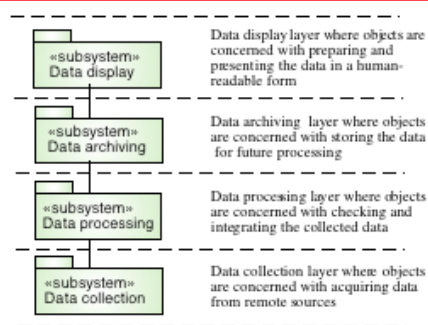 «subsystem»
Data display
Data display layer where objects are
concerned with preparing and
presenting the data in a human-
readable form
«subsystem»
Data archiving
Data archiving layer where objects
are concerned with storing the data
for future processing
«subsystem»
Data processing
Data processing layer where objects
are concerned with checking and
integrating the collected data
«subsystem»
Data collection
Data collection layer where objects
are concerned with acquiring data
from remote sources